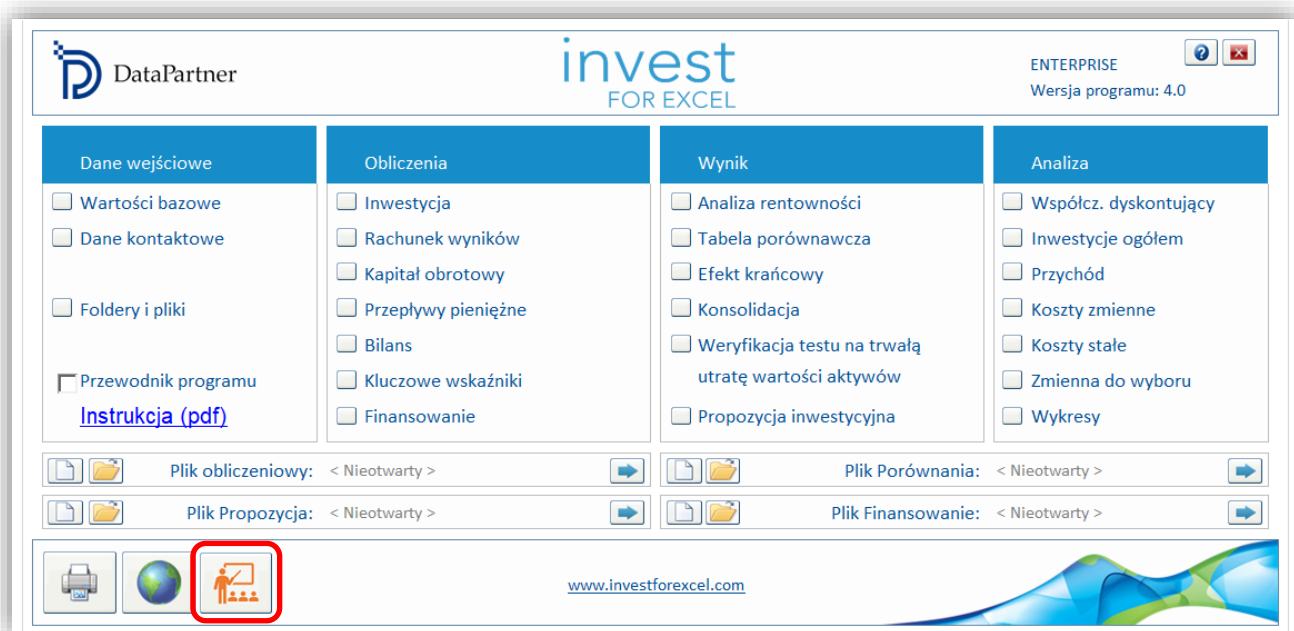 DataPartner
invest
FOR EXCEL
ENTERPRISE
Wersja programu: 4.0
Dane wejściowe
Wartości bazowe
Dane kontaktowe
Foldery i pliki
Przewodnik programu
Instrukcja (pdf)
Obliczenia
Inwestycja
Rachunek wyników
Kapitał obrotowy
Przepływy pieniężne
Bilans
Kluczowe wskaźniki
Finansowanie
Wynik
Analiza rentowności
Tabela porównawcza
Efekt krańcowy
Konsolidacja
Weryfikacja testu na trwałą
utratę wartości aktywów
Propozycja inwestycyjna
Analiza
Współcz. dyskontujący
Inwestycje ogółem
Przychód
Koszty zmienne
Koszty stałe
Zmienna do wyboru
Wykresy
Plik obliczeniowy: < Nieotwarty >
Plik Porównania: < Nieotwarty >
Plik Propozycja: < Nieotwarty >
Plik Finansowanie: < Nieotwarty >
www.investforexcel.com